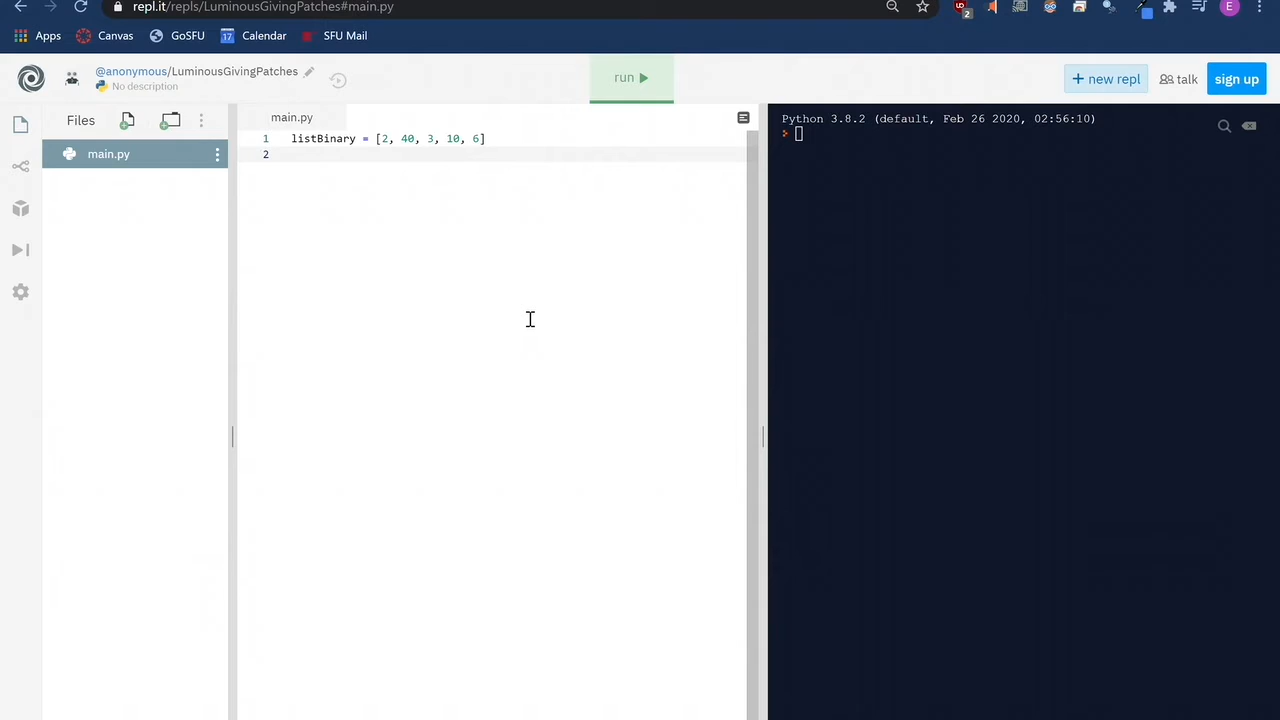 repl.it/repls/LuminousGivingPatches#main.py
2
E
Apps Canvas GoSFU 17 Calendar SFU Mail
@anonymous/LuminousGivingPatches
No description
run
+ new repl
talk
sign up
Files
main.py
main.py
1 listBinary = [2, 40, 3, 10, 6]
2
Python 3.8.2 (default, Feb 26 2020, 02:56:10)